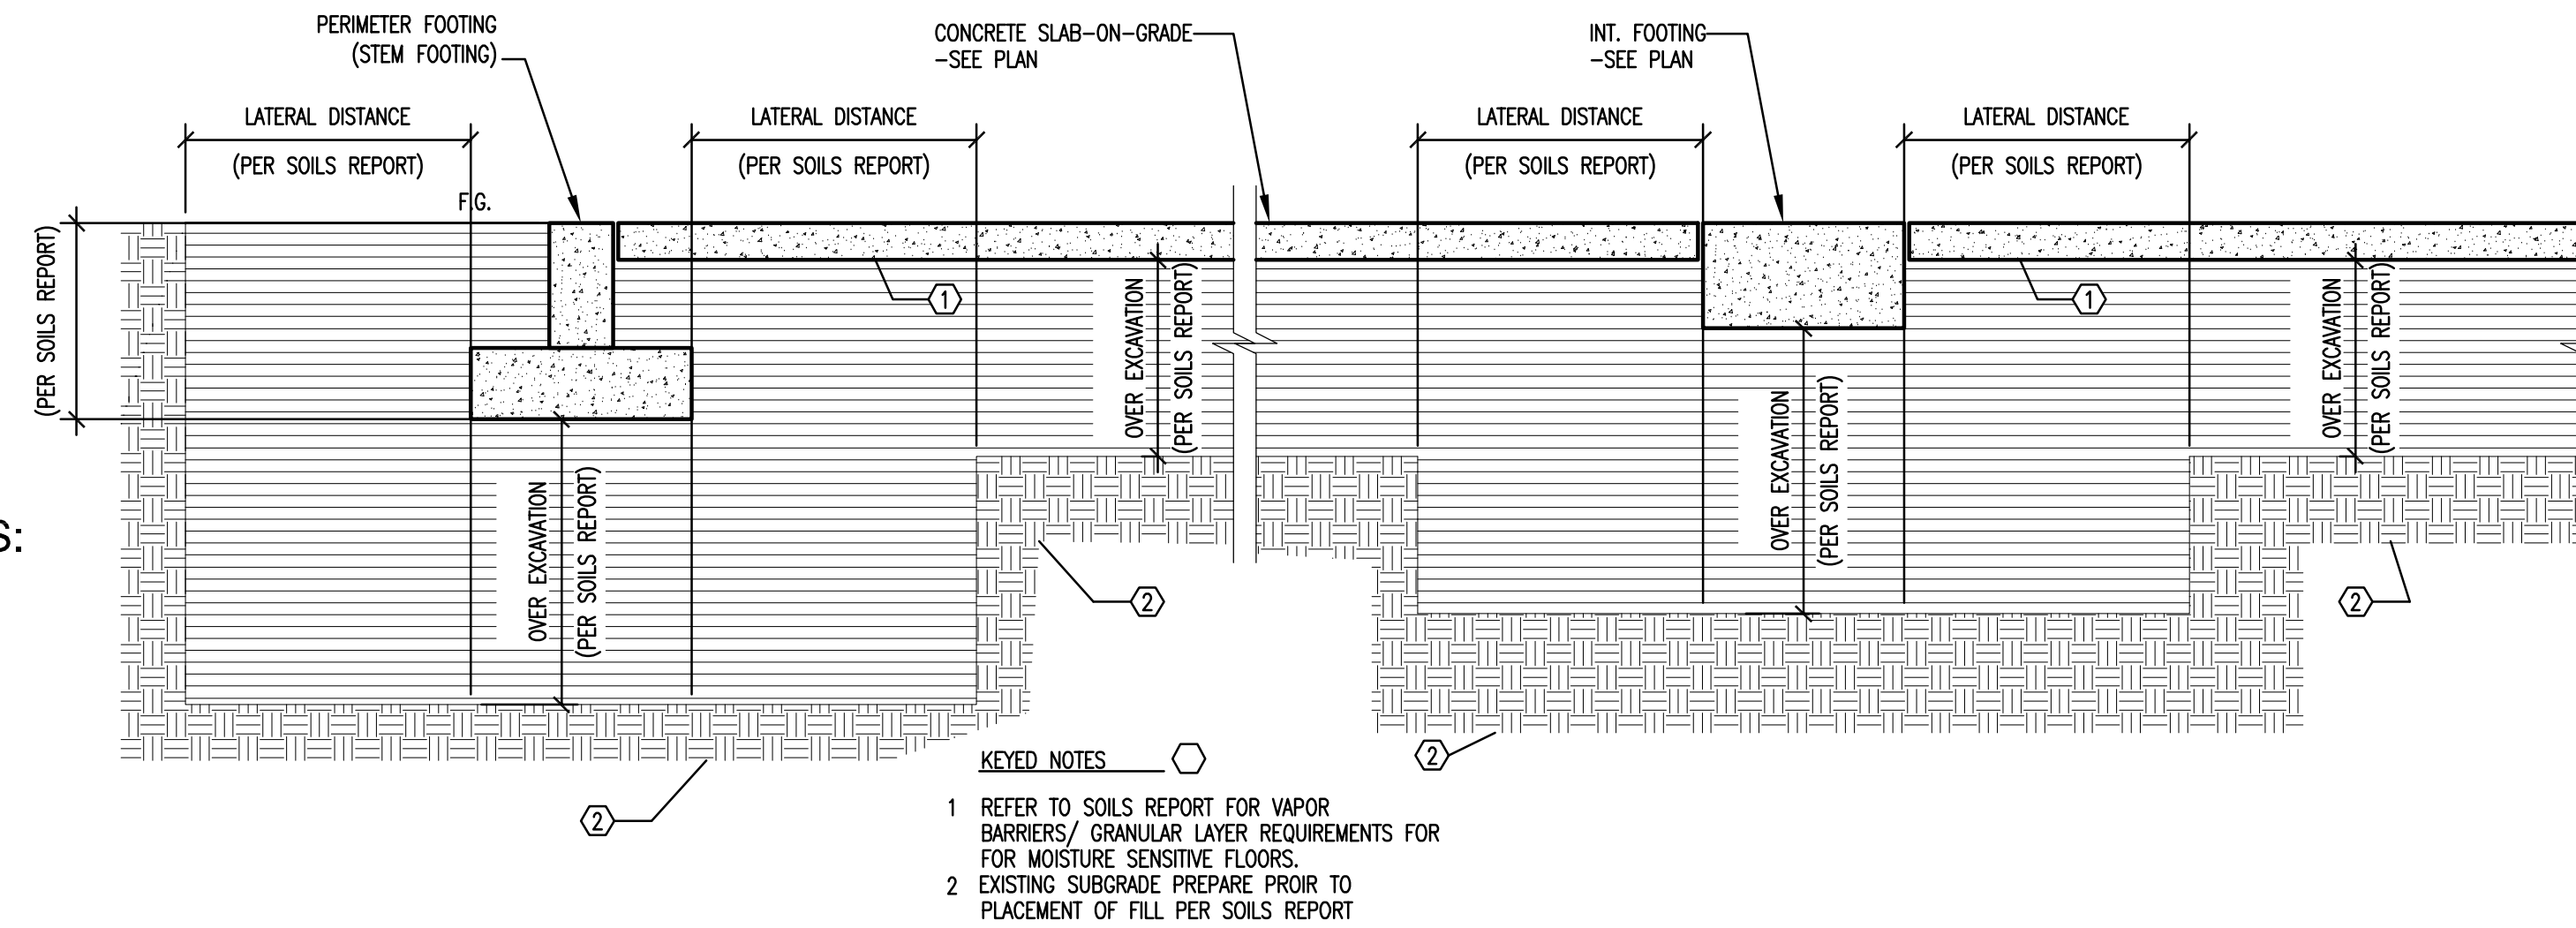 PERIMETER FOOTING
(STEM FOOTING)
CONCRETE SLAB-ON-GRADE
-SEE PLAN
INT. FOOTING
-SEE PLAN
LATERAL DISTANCE
(PER SOILS REPORT)
LATERAL DISTANCE
(PER SOILS REPORT)
LATERAL DISTANCE
(PER SOILS REPORT)
LATERAL DISTANCE
(PER SOILS REPORT)
F.G.
(PER SOILS REPORT)
1
OVER EXCAVATION
(PER SOILS REPORT)
1
OVER EXCAVATION
(PER SOILS REPORT)
OVER EXCAVATION
(PER SOILS REPORT)
OVER EXCAVATION
(PER SOILS REPORT)
S:
2
2
2
2
KEYED NOTES
1 REFER TO SOILS REPORT FOR VAPOR
BARRIERS/ GRANULAR LAYER REQUIREMENTS FOR
FOR MOISTURE SENSITIVE FLOORS.
2 EXISTING SUBGRADE PREPARE PROIR TO
PLACEMENT OF FILL PER SOILS REPORT